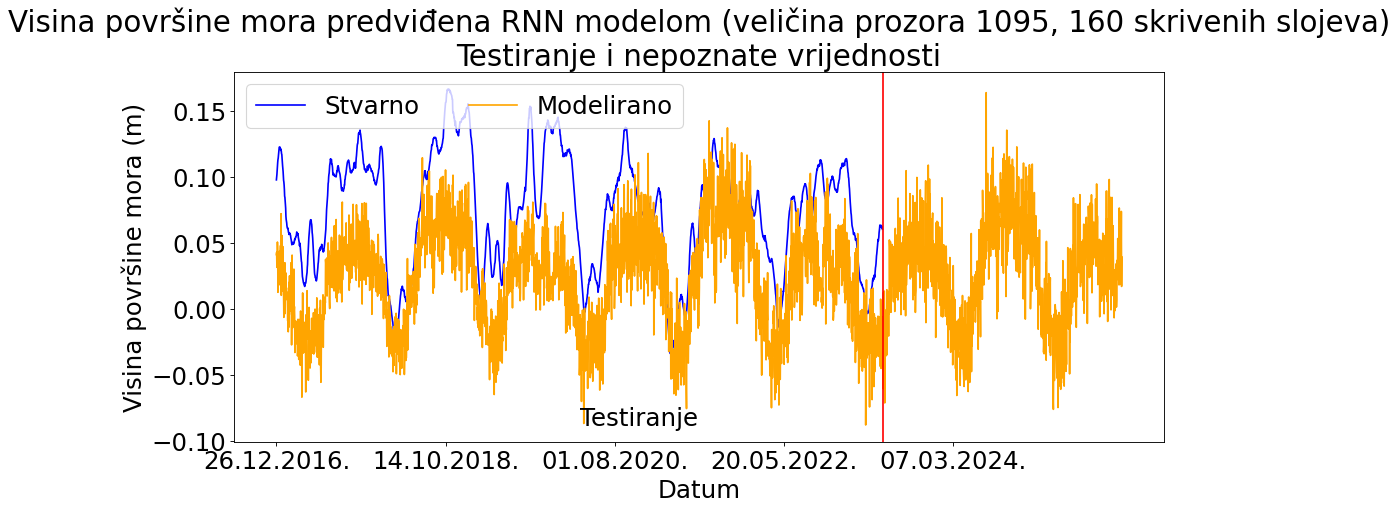 Visina površine mora predviđena RNN modelom (veličina prozora 1095, 160 skrivenih slojeva)
Testiranje i nepoznate vrijednosti
Stvarno
Modelirano
Visina površine mora (m)
0.15
0.10
0.05
0.00
−0.05
−0.10
Testiranje
26.12.2016.
14.10.2018.
01.08.2020.
20.05.2022.
07.03.2024.
Datum